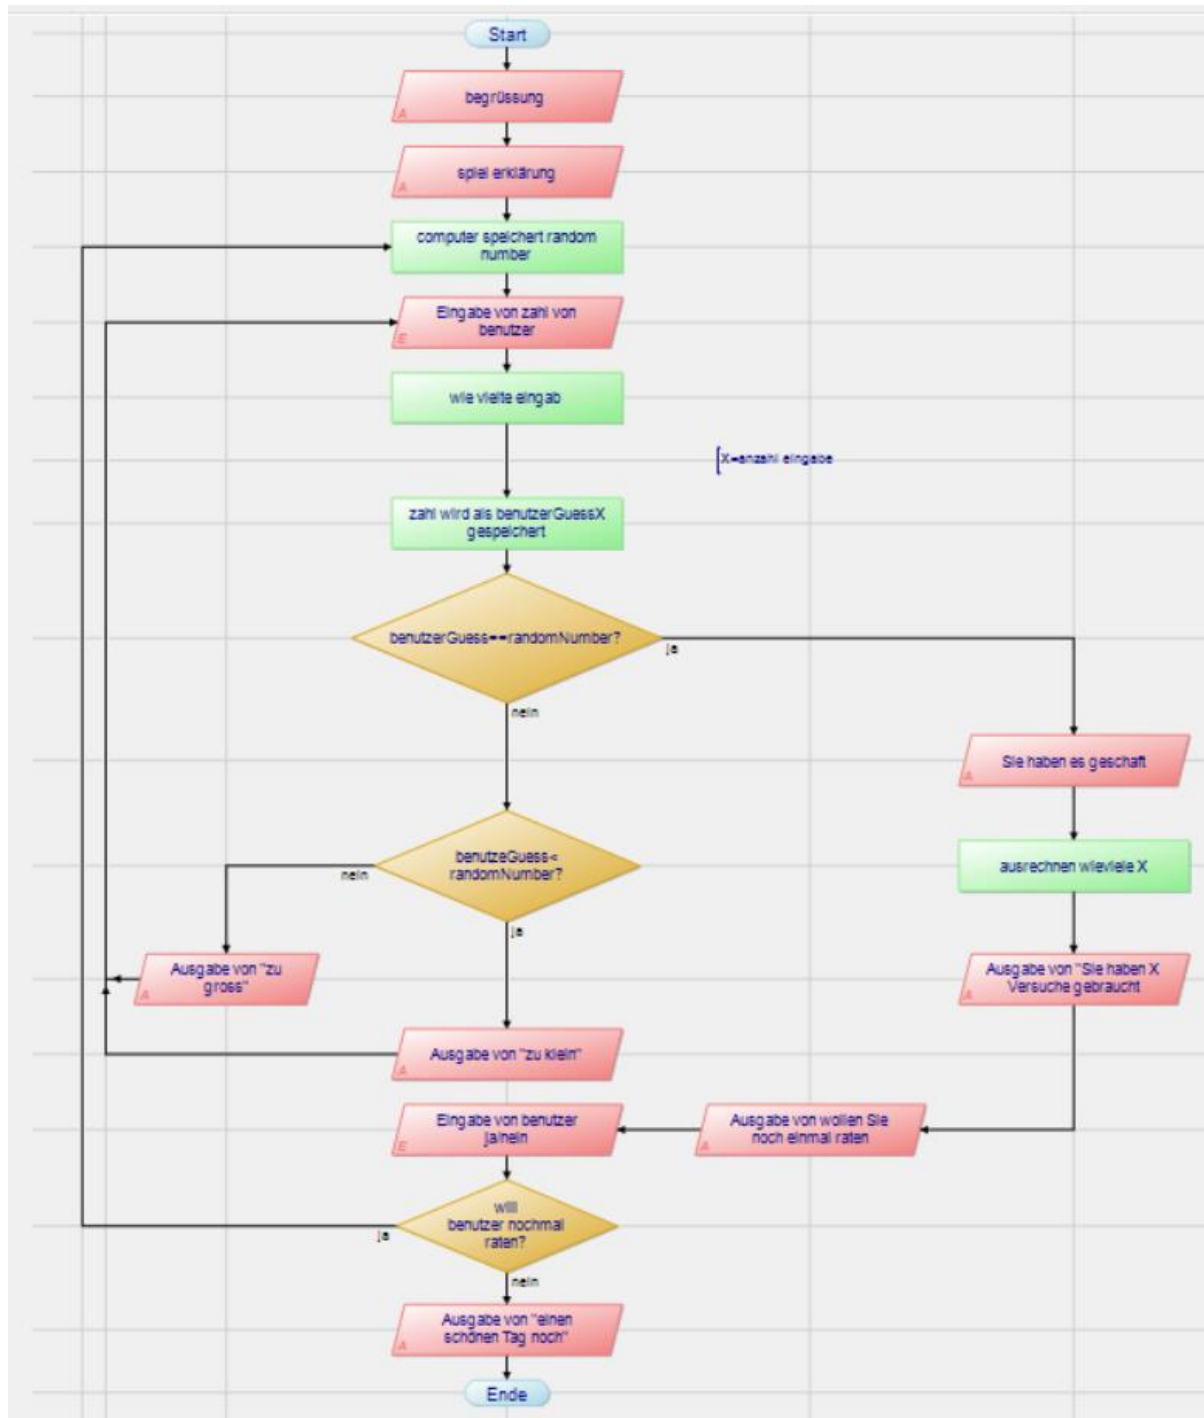 Start
begrüssung
A
spiel erklärung
A
computer speichert random
number
Eingabe von zahl von
benutzer
E
wie vielte eingab
X=anzahl eingabe
zahl wird als benutzerGuessX
gespeichert
benutzerGuess==randomNumber?
ja
nein
Sie haben es geschaft
A
benutzeGuess<
randomNumber?
nein
ja
ausrechnen wieviele X
Ausgabe von "zu
gross"
A
Ausgabe von "Sie haben X
Versuche gebraucht
A
Ausgabe von "zu klein"
A
Eingabe von benutzer
ja/nein
E
Ausgabe von wollen Sie
noch einmal raten
A
will
benutzer nochmal
raten?
ja
nein
Ausgabe von "einen
schönen Tag noch"
A
Ende